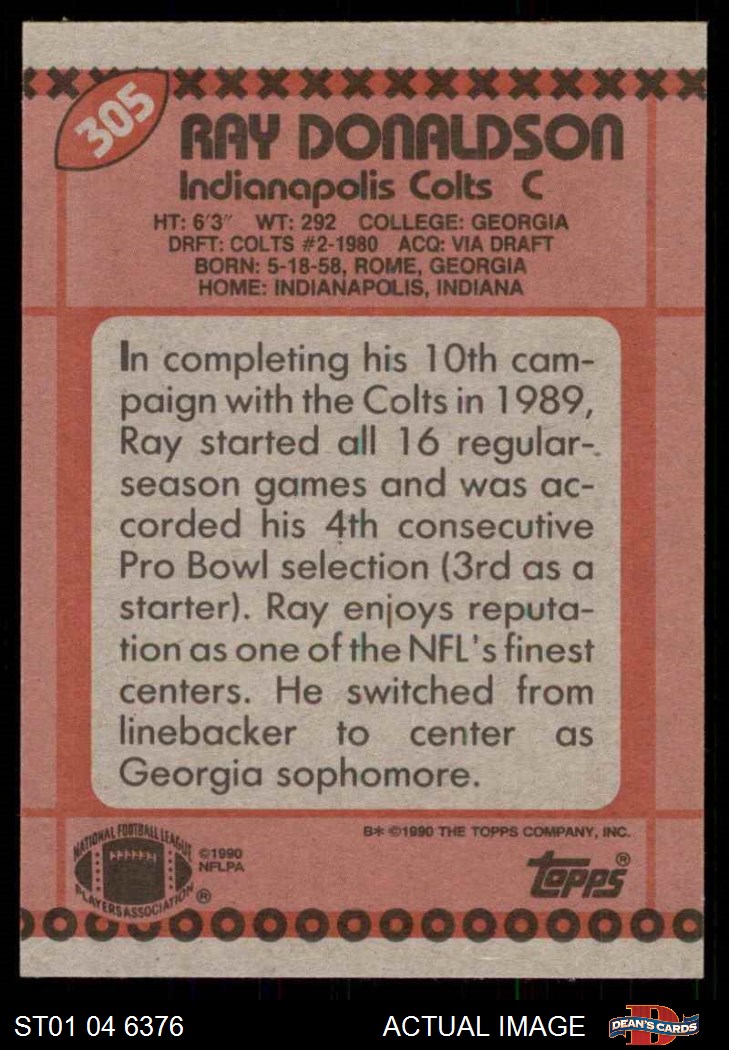 305
RAY DONALDSON
Indianapolis Colts C
HT: 6'3" WT: 292 COLLEGE: GEORGIA
DRFT: COLTS #2-1980 ACQ: VIA DRAFT
BORN: 5-18-58, ROME, GEORGIA
HOME: INDIANAPOLIS, INDIANA
In completing his 10th cam-
paign with the Colts in 1989,
Ray started all 16 regular-
season games and was ac-
corded his 4th consecutive
Pro Bowl selection (3rd as a
starter). Ray enjoys reputa-
tion as one of the NFL's finest
centers. He switched from
linebacker to center as
Georgia sophomore.
B* ©1990 THE TOPPS COMPANY, INC.
NATIONAL FOOTBALL LEAGUE
PLAYERS ASSOCIATION ®
©1990
NFLPA
topps®
ST01 04 6376
ACTUAL IMAGE
D
DEAN'S CARDS